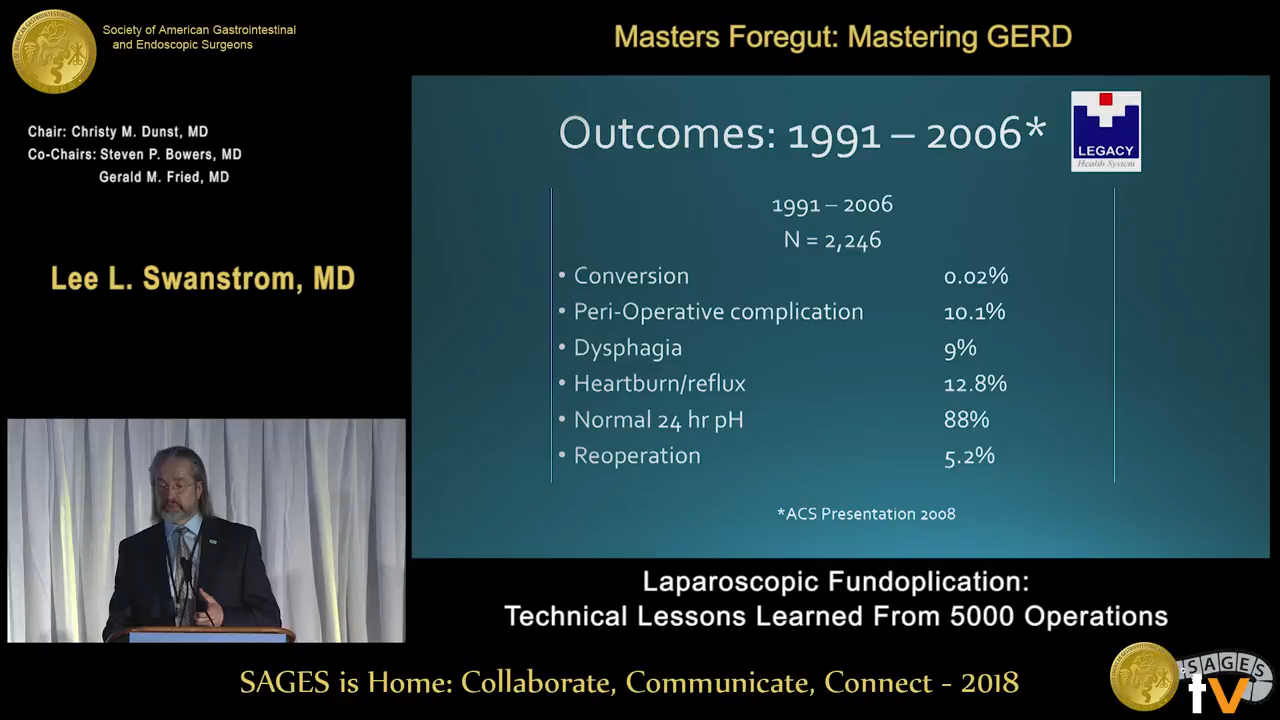 Society of American Gastrointestinal
and Endoscopic Surgeons
Masters Foregut: Mastering GERD
Chair: Christy M. Dunst, MD
Co-Chairs: Steven P. Bowers, MD
Gerald M. Fried, MD
Lee L. Swanstrom, MD
Outcomes: 1991 – 2006*
LEGACY
Health System
1991 – 2006
N = 2,246
• Conversion 0.02%
• Peri-Operative complication 10.1%
• Dysphagia 9%
• Heartburn/reflux 12.8%
• Normal 24 hr pH 88%
• Reoperation 5.2%
*ACS Presentation 2008
Laparoscopic Fundoplication:
Technical Lessons Learned From 5000 Operations
SAGES is Home: Collaborate, Communicate, Connect - 2018
SAGES
tv